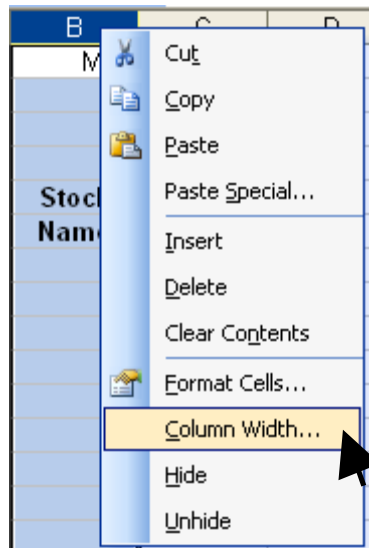 B C D
M
Cut
Copy
Paste
Stock
Paste Special...
Name
Insert
Delete
Clear Contents
Format Cells...
Column Width...
Hide
Unhide